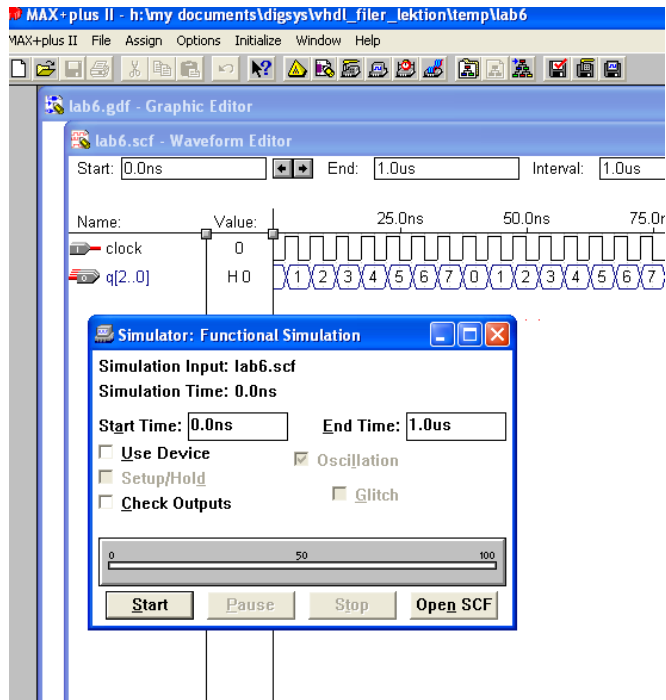 MAX+plus II - h:\my documents\digsys\vhdl_filer_lektion\temp\lab6
MAX+plus II File Assign Options Initialize Window Help
lab6.gdf - Graphic Editor
lab6.scf - Waveform Editor
Start: 0.0ns End: 1.0us Interval: 1.0us
Name: Value: 25.0ns 50.0ns 75.0n
clock 0
q[2..0] H 0 1 2 3 4 5 6 7 0 1 2 3 4 5 6 7
Simulator: Functional Simulation
Simulation Input: lab6.scf
Simulation Time: 0.0ns
Start Time: 0.0ns End Time: 1.0us
Use Device Oscillation
Setup/Hold Glitch
Check Outputs
0 50 100
Start Pause Stop Open SCF